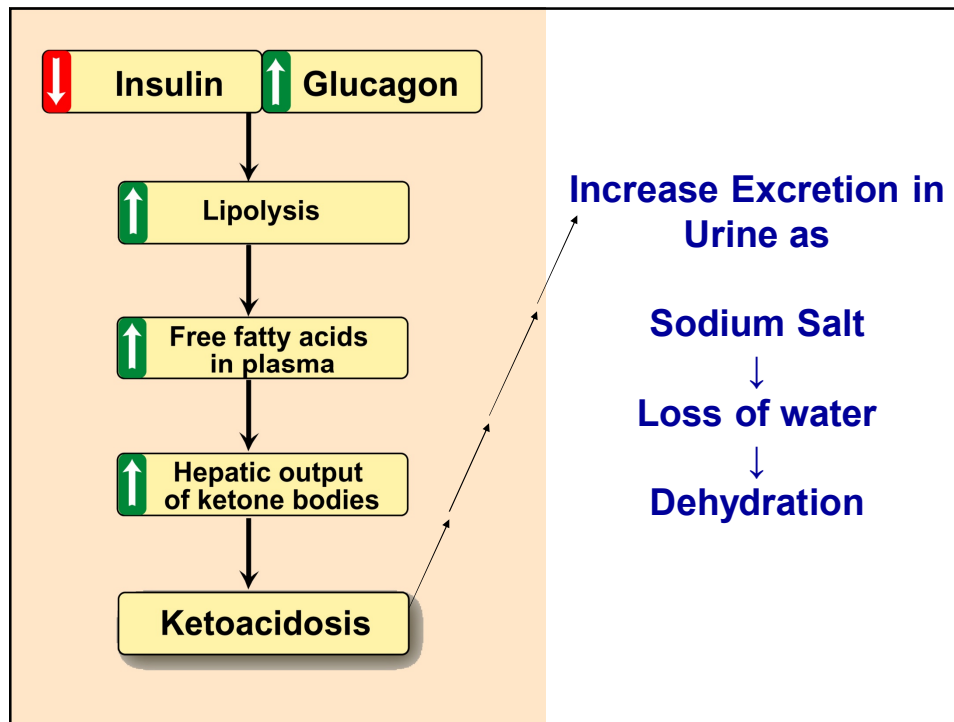 Insulin
Glucagon
Lipolysis
Free fatty acids
in plasma
Hepatic output
of ketone bodies
Ketoacidosis
Increase Excretion in
Urine as
Sodium Salt
↓
Loss of water
↓
Dehydration